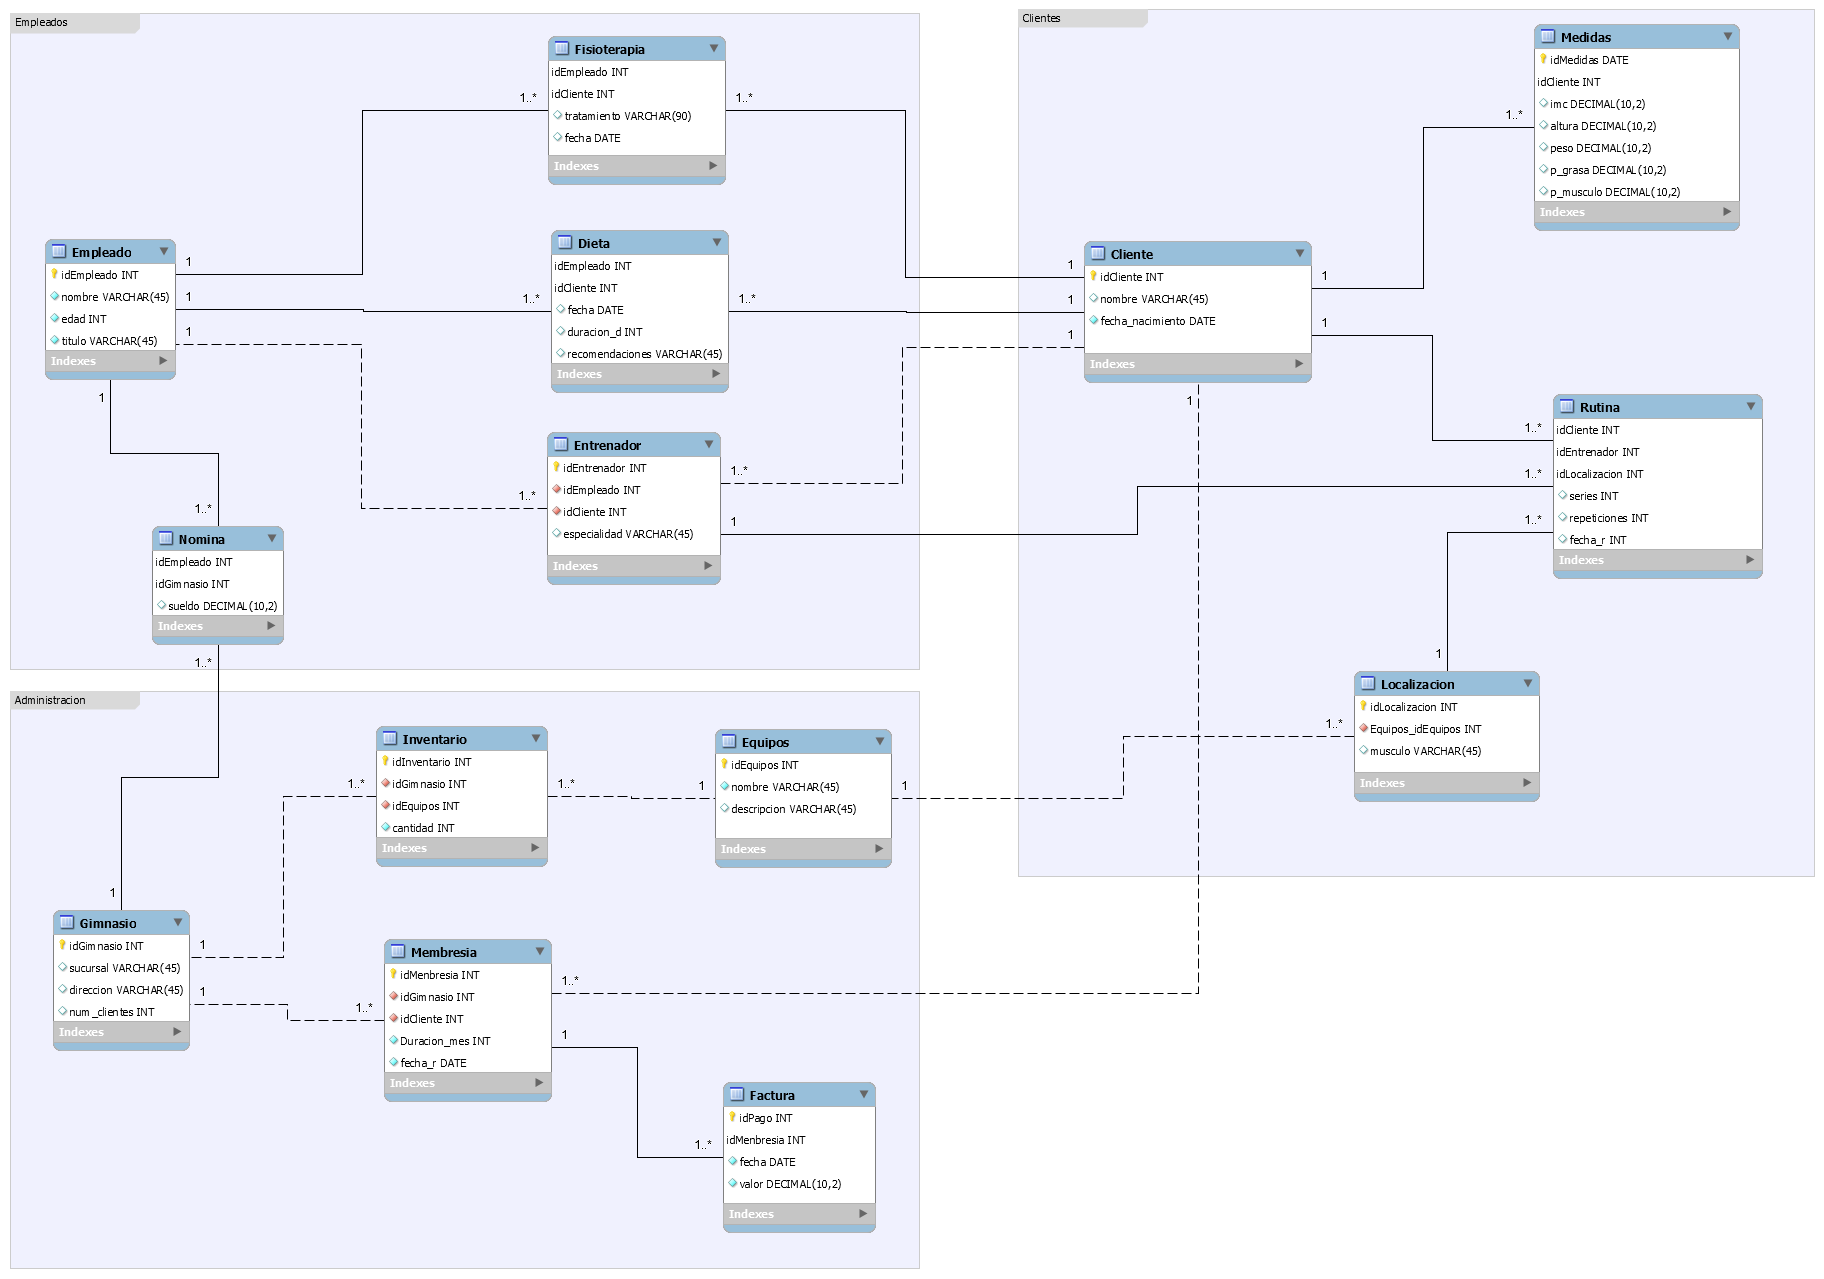 Empleados
Fisioterapia
idEmpleado INT
idCliente INT
tratamiento VARCHAR(90)
fecha DATE
Indexes
1..*
1..*
Empleado
idEmpleado INT
nombre VARCHAR(45)
edad INT
titulo VARCHAR(45)
Indexes
1
1
1
1
Dieta
idEmpleado INT
idCliente INT
fecha DATE
duracion_d INT
recomendaciones VARCHAR(45)
Indexes
1..*
1..*
Entrenador
idEntrenador INT
idEmpleado INT
idCliente INT
especialidad VARCHAR(45)
Indexes
1..*
1..*
1
Nomina
idEmpleado INT
idGimnasio INT
sueldo DECIMAL(10,2)
Indexes
1..*
1..*
Clientes
Medidas
idMedidas DATE
idCliente INT
imc DECIMAL(10,2)
altura DECIMAL(10,2)
peso DECIMAL(10,2)
p_grasa DECIMAL(10,2)
p_musculo DECIMAL(10,2)
Indexes
1..*
Cliente
idCliente INT
nombre VARCHAR(45)
fecha_nacimiento DATE
Indexes
1
1
1
1
1
1
Rutina
idCliente INT
idEntrenador INT
idLocalizacion INT
series INT
repeticiones INT
fecha_r INT
Indexes
1..*
1..*
1..*
Localizacion
idLocalizacion INT
Equipos_idEquipos INT
musculo VARCHAR(45)
Indexes
1
1..*
Administracion
Inventario
idInventario INT
idGimnasio INT
idEquipos INT
cantidad INT
Indexes
1..*
1..*
Equipos
idEquipos INT
nombre VARCHAR(45)
descripcion VARCHAR(45)
Indexes
1
1
Gimnasio
idGimnasio INT
sucursal VARCHAR(45)
direccion VARCHAR(45)
num_clientes INT
Indexes
1
1
1
Membresia
idMenbresia INT
idGimnasio INT
idCliente INT
Duracion_mes INT
fecha_r DATE
Indexes
1..*
1..*
1
Factura
idPago INT
idMenbresia INT
fecha DATE
valor DECIMAL(10,2)
Indexes
1..*